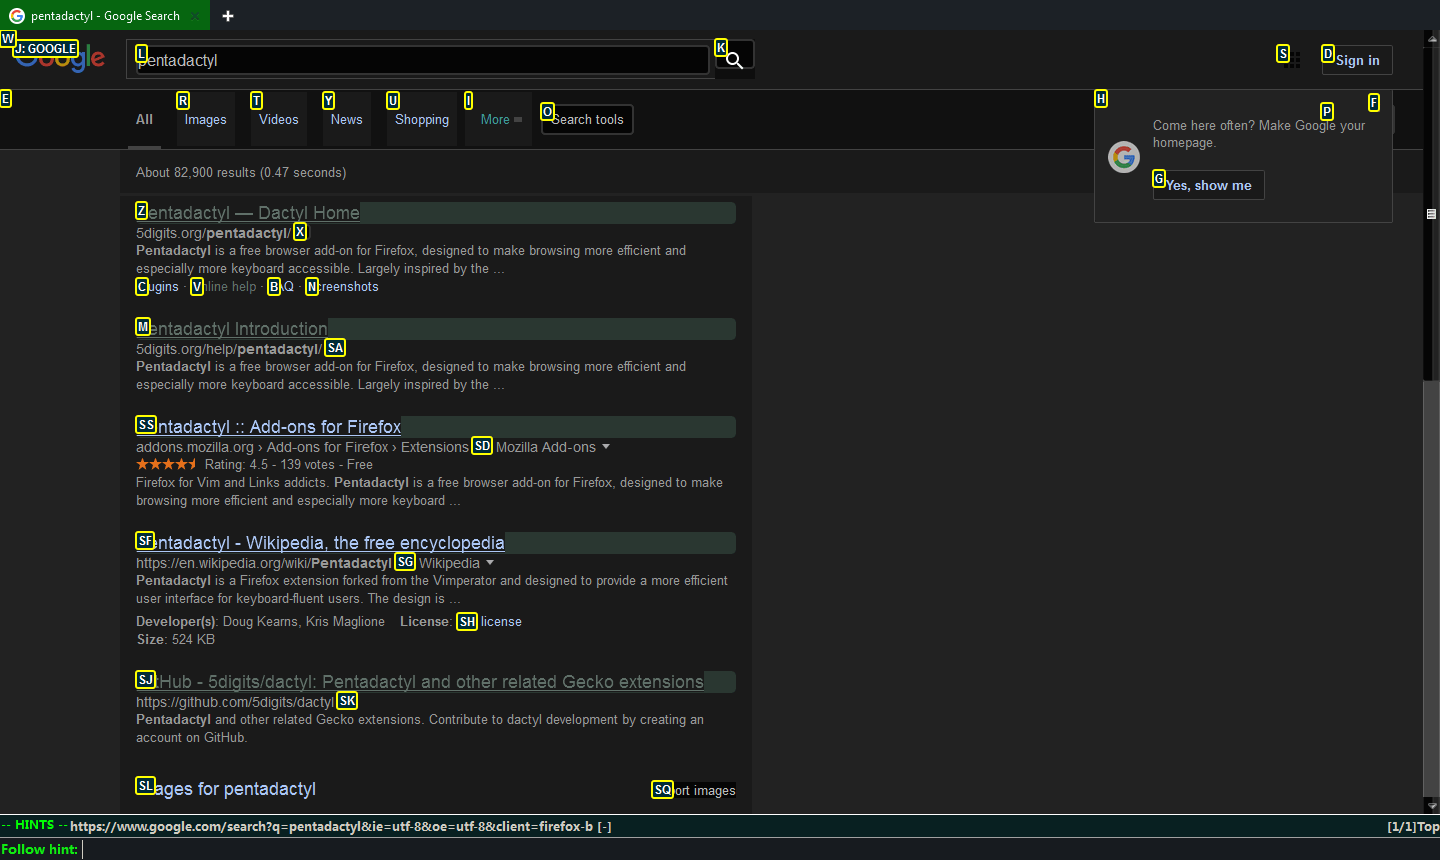 pentadactyl - Google Search × +
W
J: GOOGLE
Google
L pentadactyl K
S D Sign in
E
All R Images T Videos Y News U Shopping I More O Search tools
H P F
Come here often? Make Google your
homepage.
G Yes, show me
About 82,900 results (0.47 seconds)
Z entadactyl — Dactyl Home
5digits.org/pentadactyl/ X
Pentadactyl is a free browser add-on for Firefox, designed to make browsing more efficient and
especially more keyboard accessible. Largely inspired by the ...
C ugins · V nline help · B AQ · N creenshots
M entadactyl Introduction
5digits.org/help/pentadactyl/ SA
Pentadactyl is a free browser add-on for Firefox, designed to make browsing more efficient and
especially more keyboard accessible. Largely inspired by the ...
SS ntadactyl :: Add-ons for Firefox
addons.mozilla.org › Add-ons for Firefox › Extensions SD Mozilla Add-ons
Rating: 4.5 - 139 votes - Free
Firefox for Vim and Links addicts. Pentadactyl is a free browser add-on for Firefox, designed to make
browsing more efficient and especially more keyboard ...
SF entadactyl - Wikipedia, the free encyclopedia
https://en.wikipedia.org/wiki/Pentadactyl SG Wikipedia
Pentadactyl is a Firefox extension forked from the Vimperator and designed to provide a more efficient
user interface for keyboard-fluent users. The design is ...
Developer(s): Doug Kearns, Kris Maglione License: SH license
Size: 524 KB
SJ tHub - 5digits/dactyl: Pentadactyl and other related Gecko extensions
https://github.com/5digits/dactyl SK
Pentadactyl and other related Gecko extensions. Contribute to dactyl development by creating an
account on GitHub.
SL ages for pentadactyl SQ ort images
-- HINTS -- https://www.google.com/search?q=pentadactyl&ie=utf-8&oe=utf-8&client=firefox-b [-] [1/1]Top
Follow hint: